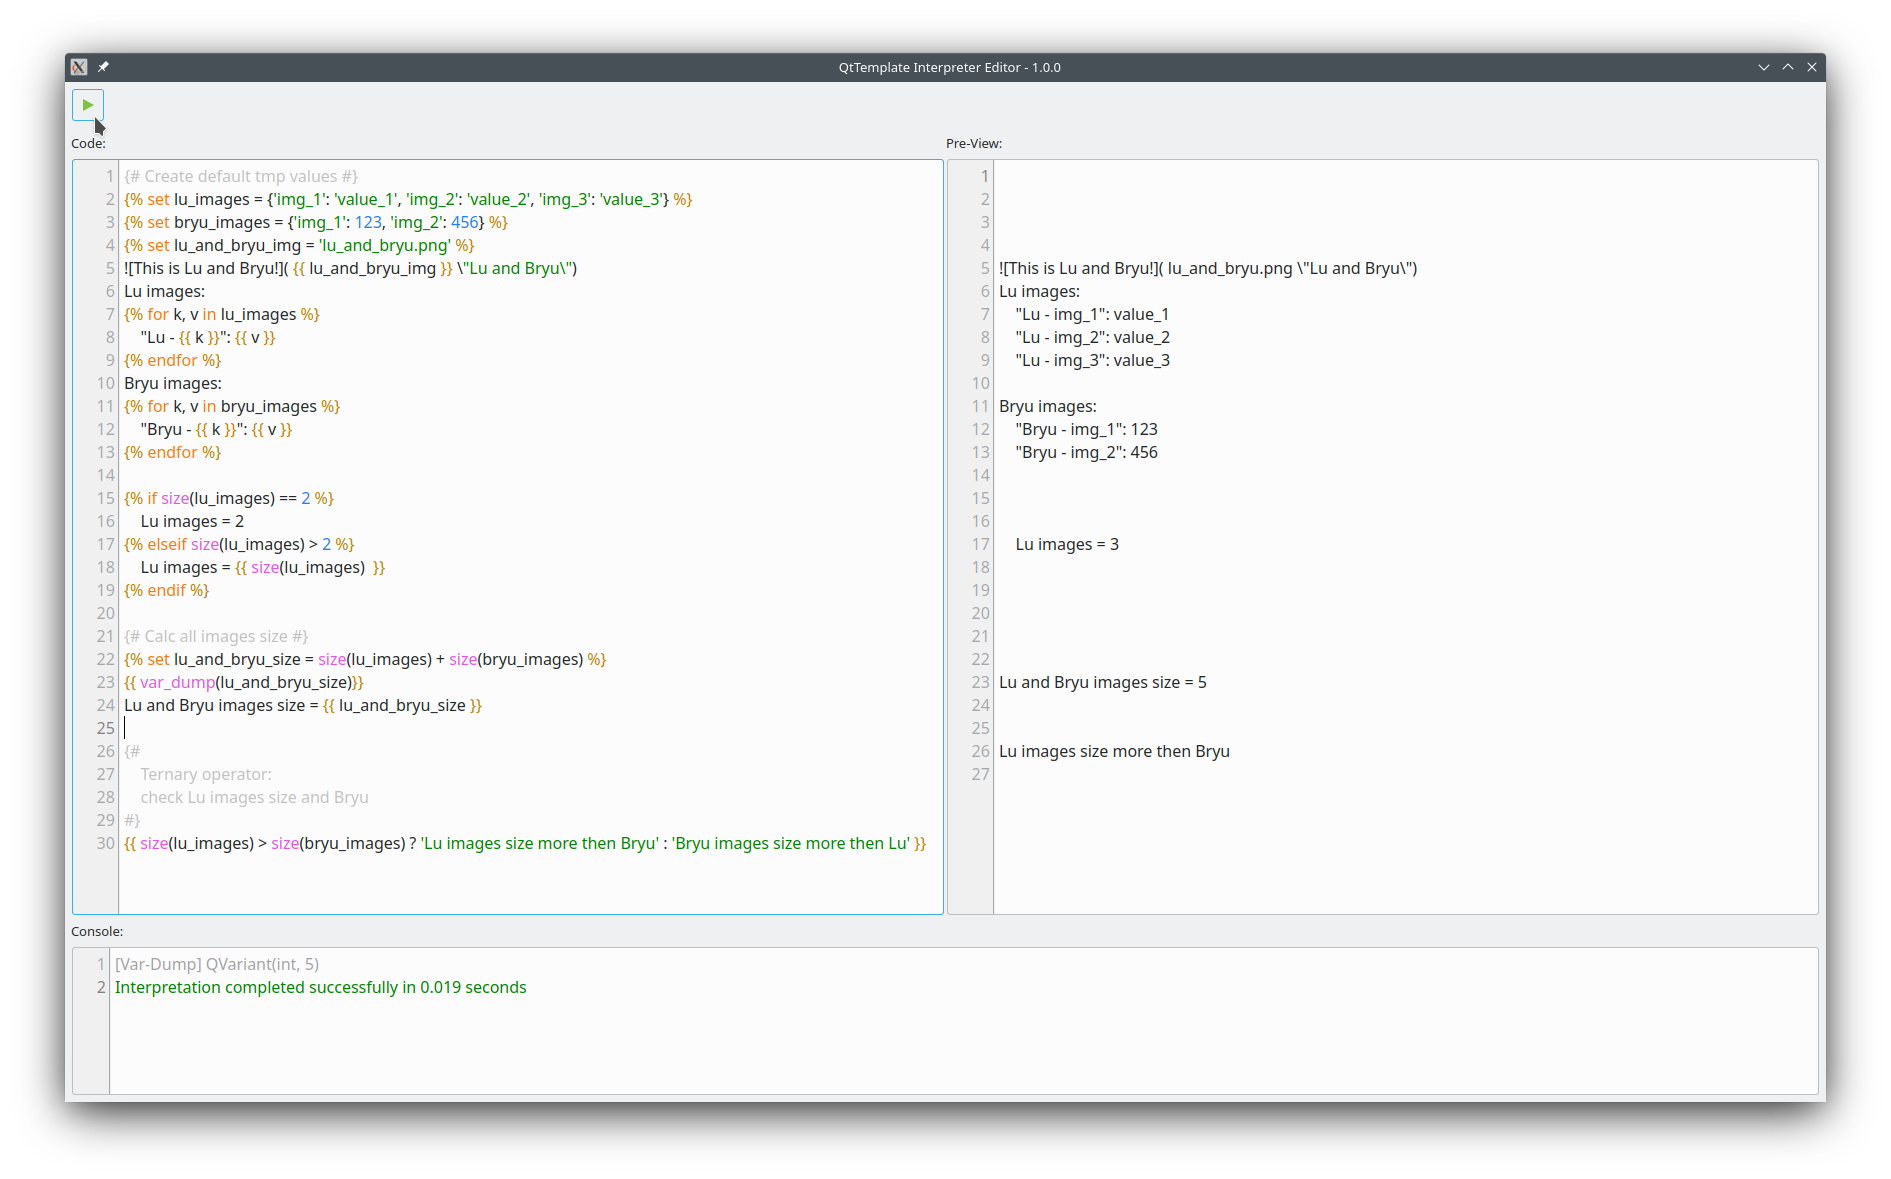 QtTemplate Interpreter Editor - 1.0.0
Code:
1 {# Create default tmp values #}
2 {% set lu_images = {'img_1': 'value_1', 'img_2': 'value_2', 'img_3': 'value_3'} %}
3 {% set bryu_images = {'img_1': 123, 'img_2': 456} %}
4 {% set lu_and_bryu_img = 'lu_and_bryu.png' %}
5 ![This is Lu and Bryu!]( {{ lu_and_bryu_img }} \"Lu and Bryu\")
6 Lu images:
7 {% for k, v in lu_images %}
8     "Lu - {{ k }}": {{ v }}
9 {% endfor %}
10 Bryu images:
11 {% for k, v in bryu_images %}
12     "Bryu - {{ k }}": {{ v }}
13 {% endfor %}
14
15 {% if size(lu_images) == 2 %}
16     Lu images = 2
17 {% elseif size(lu_images) > 2 %}
18     Lu images = {{ size(lu_images)  }}
19 {% endif %}
20
21 {# Calc all images size #}
22 {% set lu_and_bryu_size = size(lu_images) + size(bryu_images) %}
23 {{ var_dump(lu_and_bryu_size)}}
24 Lu and Bryu images size = {{ lu_and_bryu_size }}
25
26 {#
27     Ternary operator:
28     check Lu images size and Bryu
29 #}
30 {{ size(lu_images) > size(bryu_images) ? 'Lu images size more then Bryu' : 'Bryu images size more then Lu' }}
Pre-View:
1
2
3
4
5 ![This is Lu and Bryu!]( lu_and_bryu.png \"Lu and Bryu\")
6 Lu images:
7     "Lu - img_1": value_1
8     "Lu - img_2": value_2
9     "Lu - img_3": value_3
10
11 Bryu images:
12     "Bryu - img_1": 123
13     "Bryu - img_2": 456
14
15
16
17     Lu images = 3
18
19
20
21
22
23 Lu and Bryu images size = 5
24
25
26 Lu images size more then Bryu
27
Console:
1 [Var-Dump] QVariant(int, 5)
2 Interpretation completed successfully in 0.019 seconds